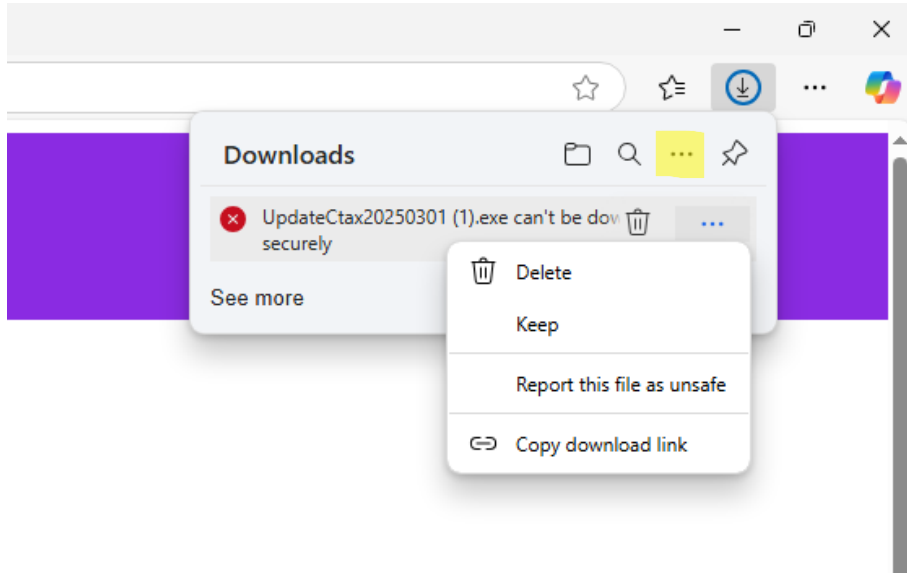 Downloads
UpdateCtax20250301 (1).exe can't be
securely
See more
Delete
Keep
Report this file as unsafe
Copy download link